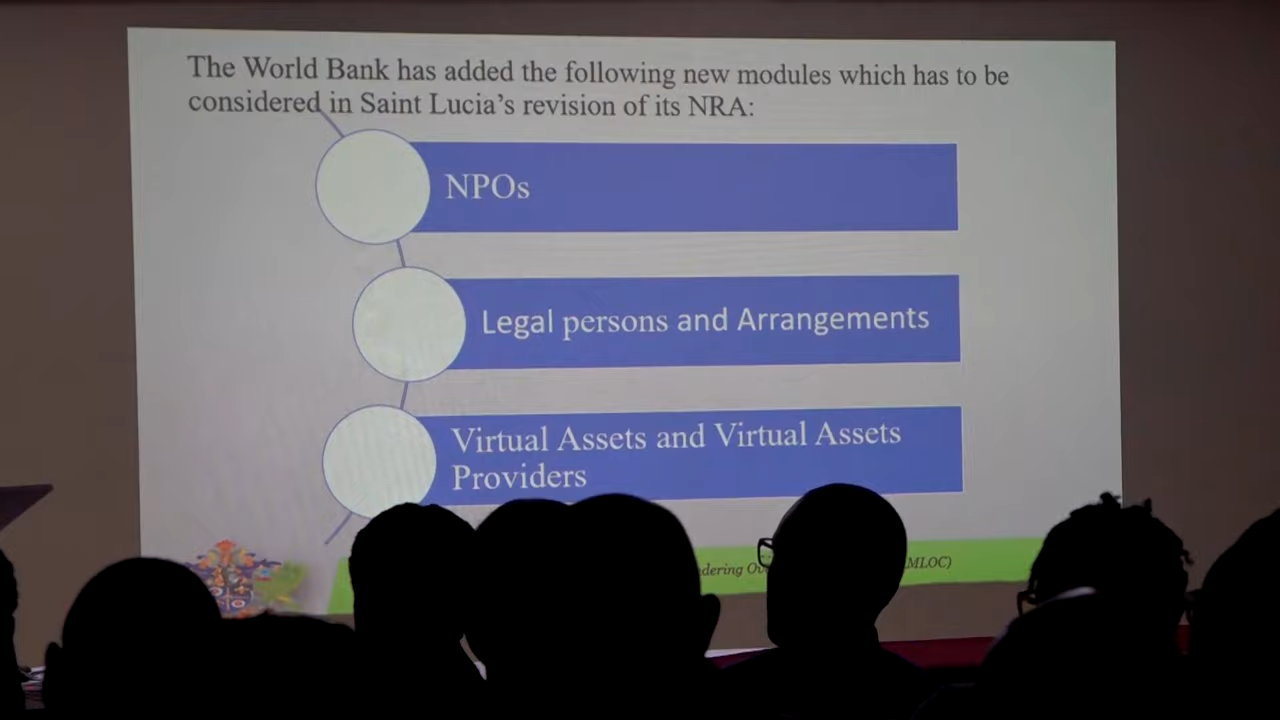 The World Bank has added the following new modules which has to be
considered in Saint Lucia's revision of its NRA:
NPOs
Legal persons and Arrangements
Virtual Assets and Virtual Assets
Providers
MLOC)